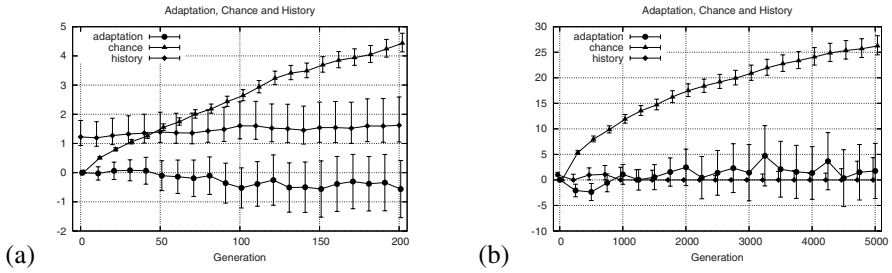 Adaptation, Chance and History
adaptation
chance
history
5
4
3
2
1
0
-1
-2
0 50 100 150 200
Generation
(a)
Adaptation, Chance and History
adaptation
chance
history
30
25
20
15
10
5
0
-5
-10
0 1000 2000 3000 4000 5000
Generation
(b)